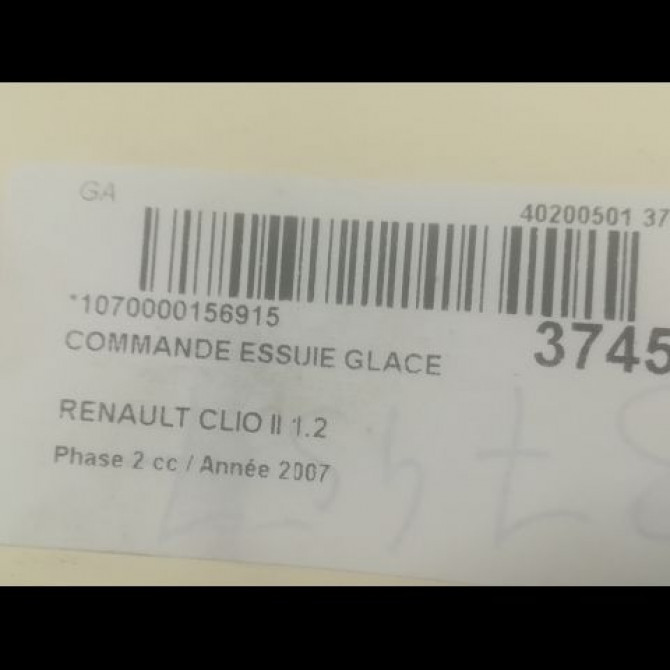 GA
40200501 37
*1070000156915
3745
COMMANDE ESSUIE GLACE
RENAULT CLIO II 1.2
Phase 2 cc / Année 2007